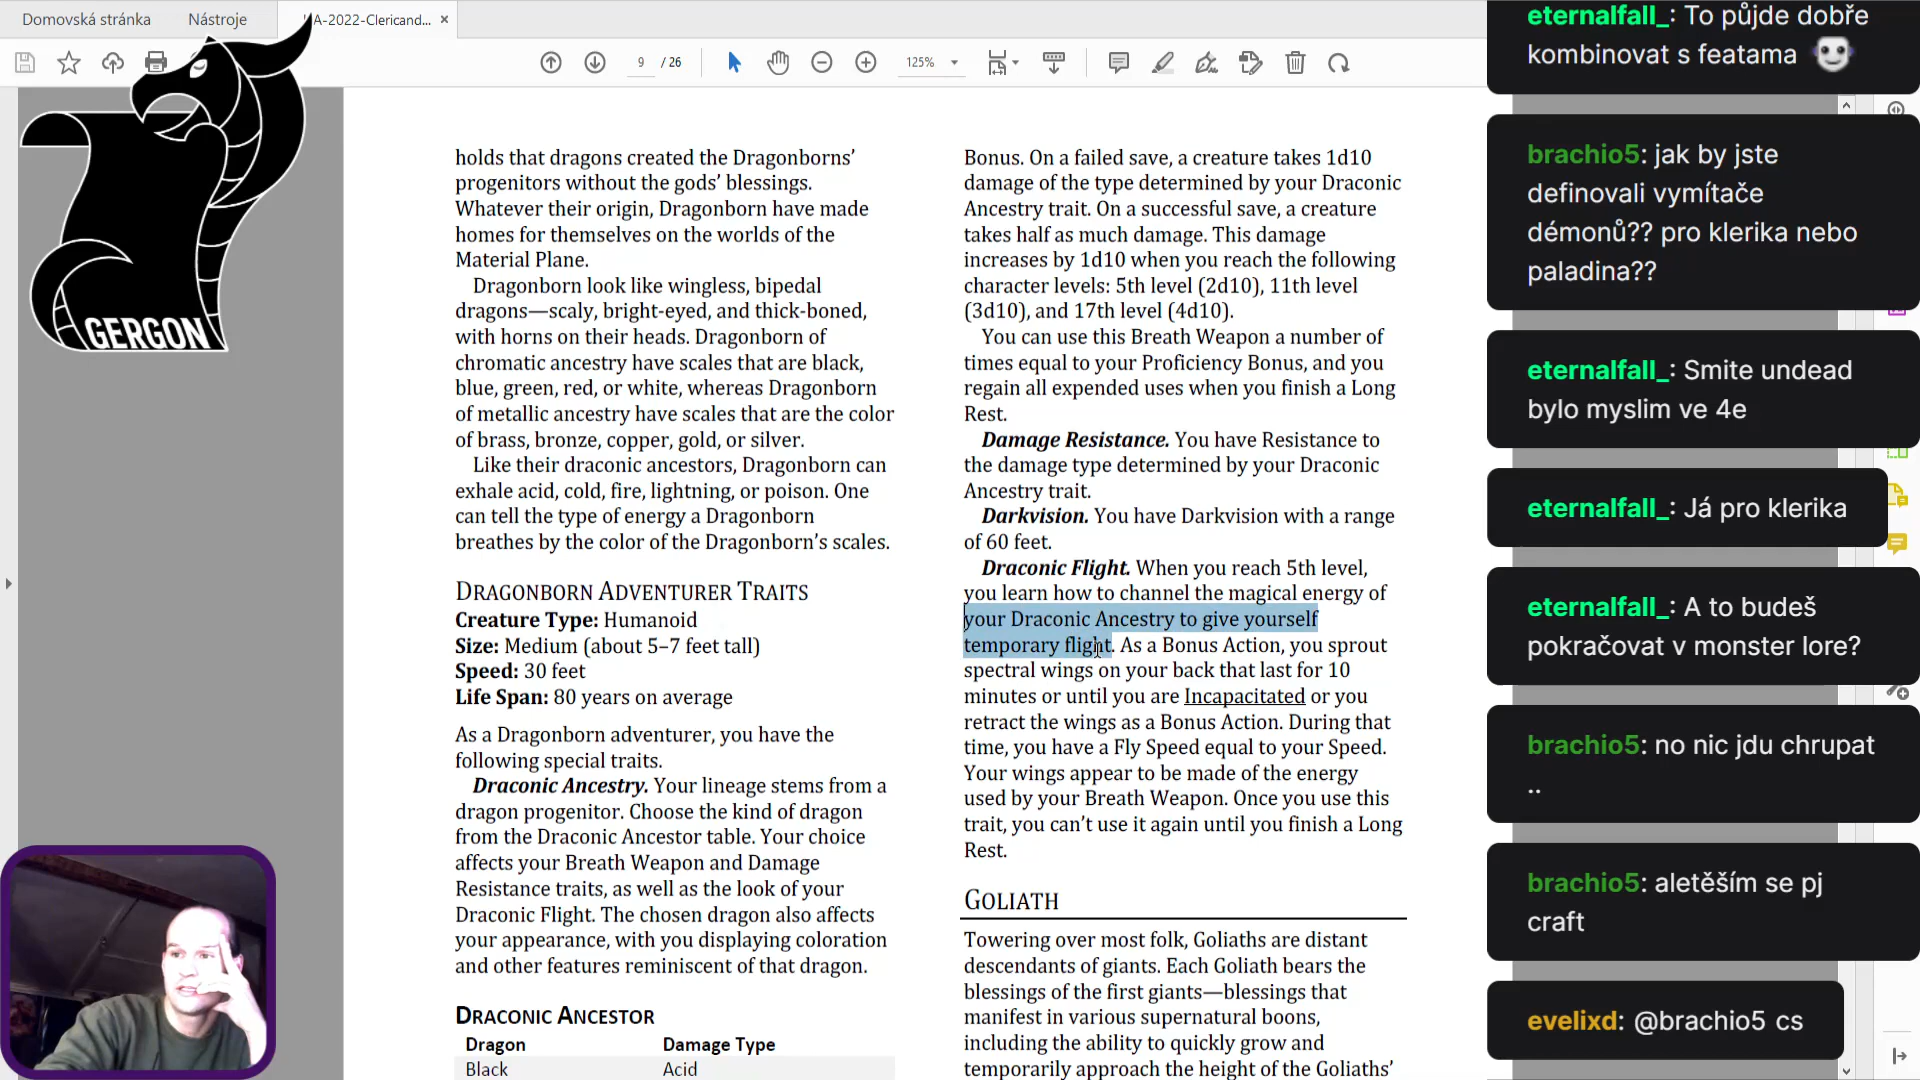 Domovská stránka
Nástroje
A-2022-Clericand...
9 / 26
125%
GERGON
holds that dragons created the Dragonborns’
progenitors without the gods’ blessings.
Whatever their origin, Dragonborn have made
homes for themselves on the worlds of the
Material Plane.
Dragonborn look like wingless, bipedal
dragons—scaly, bright-eyed, and thick-boned,
with horns on their heads. Dragonborn of
chromatic ancestry have scales that are black,
blue, green, red, or white, whereas Dragonborn
of metallic ancestry have scales that are the color
of brass, bronze, copper, gold, or silver.
Like their draconic ancestors, Dragonborn can
exhale acid, cold, fire, lightning, or poison. One
can tell the type of energy a Dragonborn
breathes by the color of the Dragonborn’s scales.
DRAGONBORN ADVENTURER TRAITS
Creature Type: Humanoid
Size: Medium (about 5–7 feet tall)
Speed: 30 feet
Life Span: 80 years on average
As a Dragonborn adventurer, you have the
following special traits.
Draconic Ancestry. Your lineage stems from a
dragon progenitor. Choose the kind of dragon
from the Draconic Ancestor table. Your choice
affects your Breath Weapon and Damage
Resistance traits, as well as the look of your
Draconic Flight. The chosen dragon also affects
your appearance, with you displaying coloration
and other features reminiscent of that dragon.
DRACONIC ANCESTOR
Dragon Damage Type
Black Acid
Bonus. On a failed save, a creature takes 1d10
damage of the type determined by your Draconic
Ancestry trait. On a successful save, a creature
takes half as much damage. This damage
increases by 1d10 when you reach the following
character levels: 5th level (2d10), 11th level
(3d10), and 17th level (4d10).
You can use this Breath Weapon a number of
times equal to your Proficiency Bonus, and you
regain all expended uses when you finish a Long
Rest.
Damage Resistance. You have Resistance to
the damage type determined by your Draconic
Ancestry trait.
Darkvision. You have Darkvision with a range
of 60 feet.
Draconic Flight. When you reach 5th level,
you learn how to channel the magical energy of
your Draconic Ancestry to give yourself
temporary flight. As a Bonus Action, you sprout
spectral wings on your back that last for 10
minutes or until you are Incapacitated or you
retract the wings as a Bonus Action. During that
time, you have a Fly Speed equal to your Speed.
Your wings appear to be made of the energy
used by your Breath Weapon. Once you use this
trait, you can’t use it again until you finish a Long
Rest.
GOLIATH
Towering over most folk, Goliaths are distant
descendants of giants. Each Goliath bears the
blessings of the first giants—blessings that
manifest in various supernatural boons,
including the ability to quickly grow and
temporarily approach the height of the Goliaths’
eternalfall_: To půjde dobře
kombinovat s featama
brachio5: jak by jste
definovali vymítače
démonů?? pro klerika nebo
paladina??
eternalfall_: Smite undead
bylo myslim ve 4e
eternalfall_: Já pro klerika
eternalfall_: A to budeš
pokračovat v monster lore?
brachio5: no nic jdu chrupat
..
brachio5: aletěším se pj
craft
evelixd: @brachio5 cs